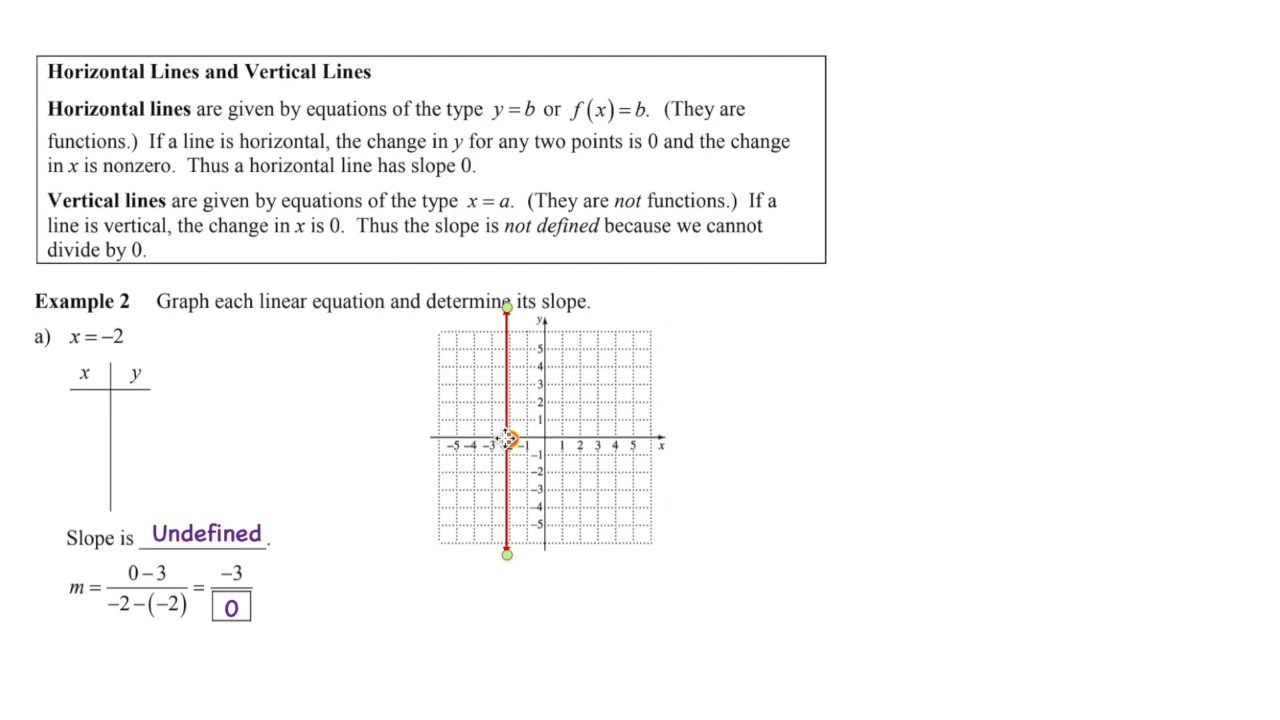 Horizontal Lines and Vertical Lines
Horizontal lines are given by equations of the type y = b or f(x) = b. (They are
functions.) If a line is horizontal, the change in y for any two points is 0 and the change
in x is nonzero. Thus a horizontal line has slope 0.
Vertical lines are given by equations of the type x = a. (They are not functions.) If a
line is vertical, the change in x is 0. Thus the slope is not defined because we cannot
divide by 0.
Example 2 Graph each linear equation and determine its slope.
a) x = –2
x y
y
5
4
3
2
1
–5 –4 –3 –1 1 2 3 4 5 x
–1
–2
–3
–4
–5
Slope is Undefined.
m = 0 – 3 / –2 – (–2) = –3 / 0